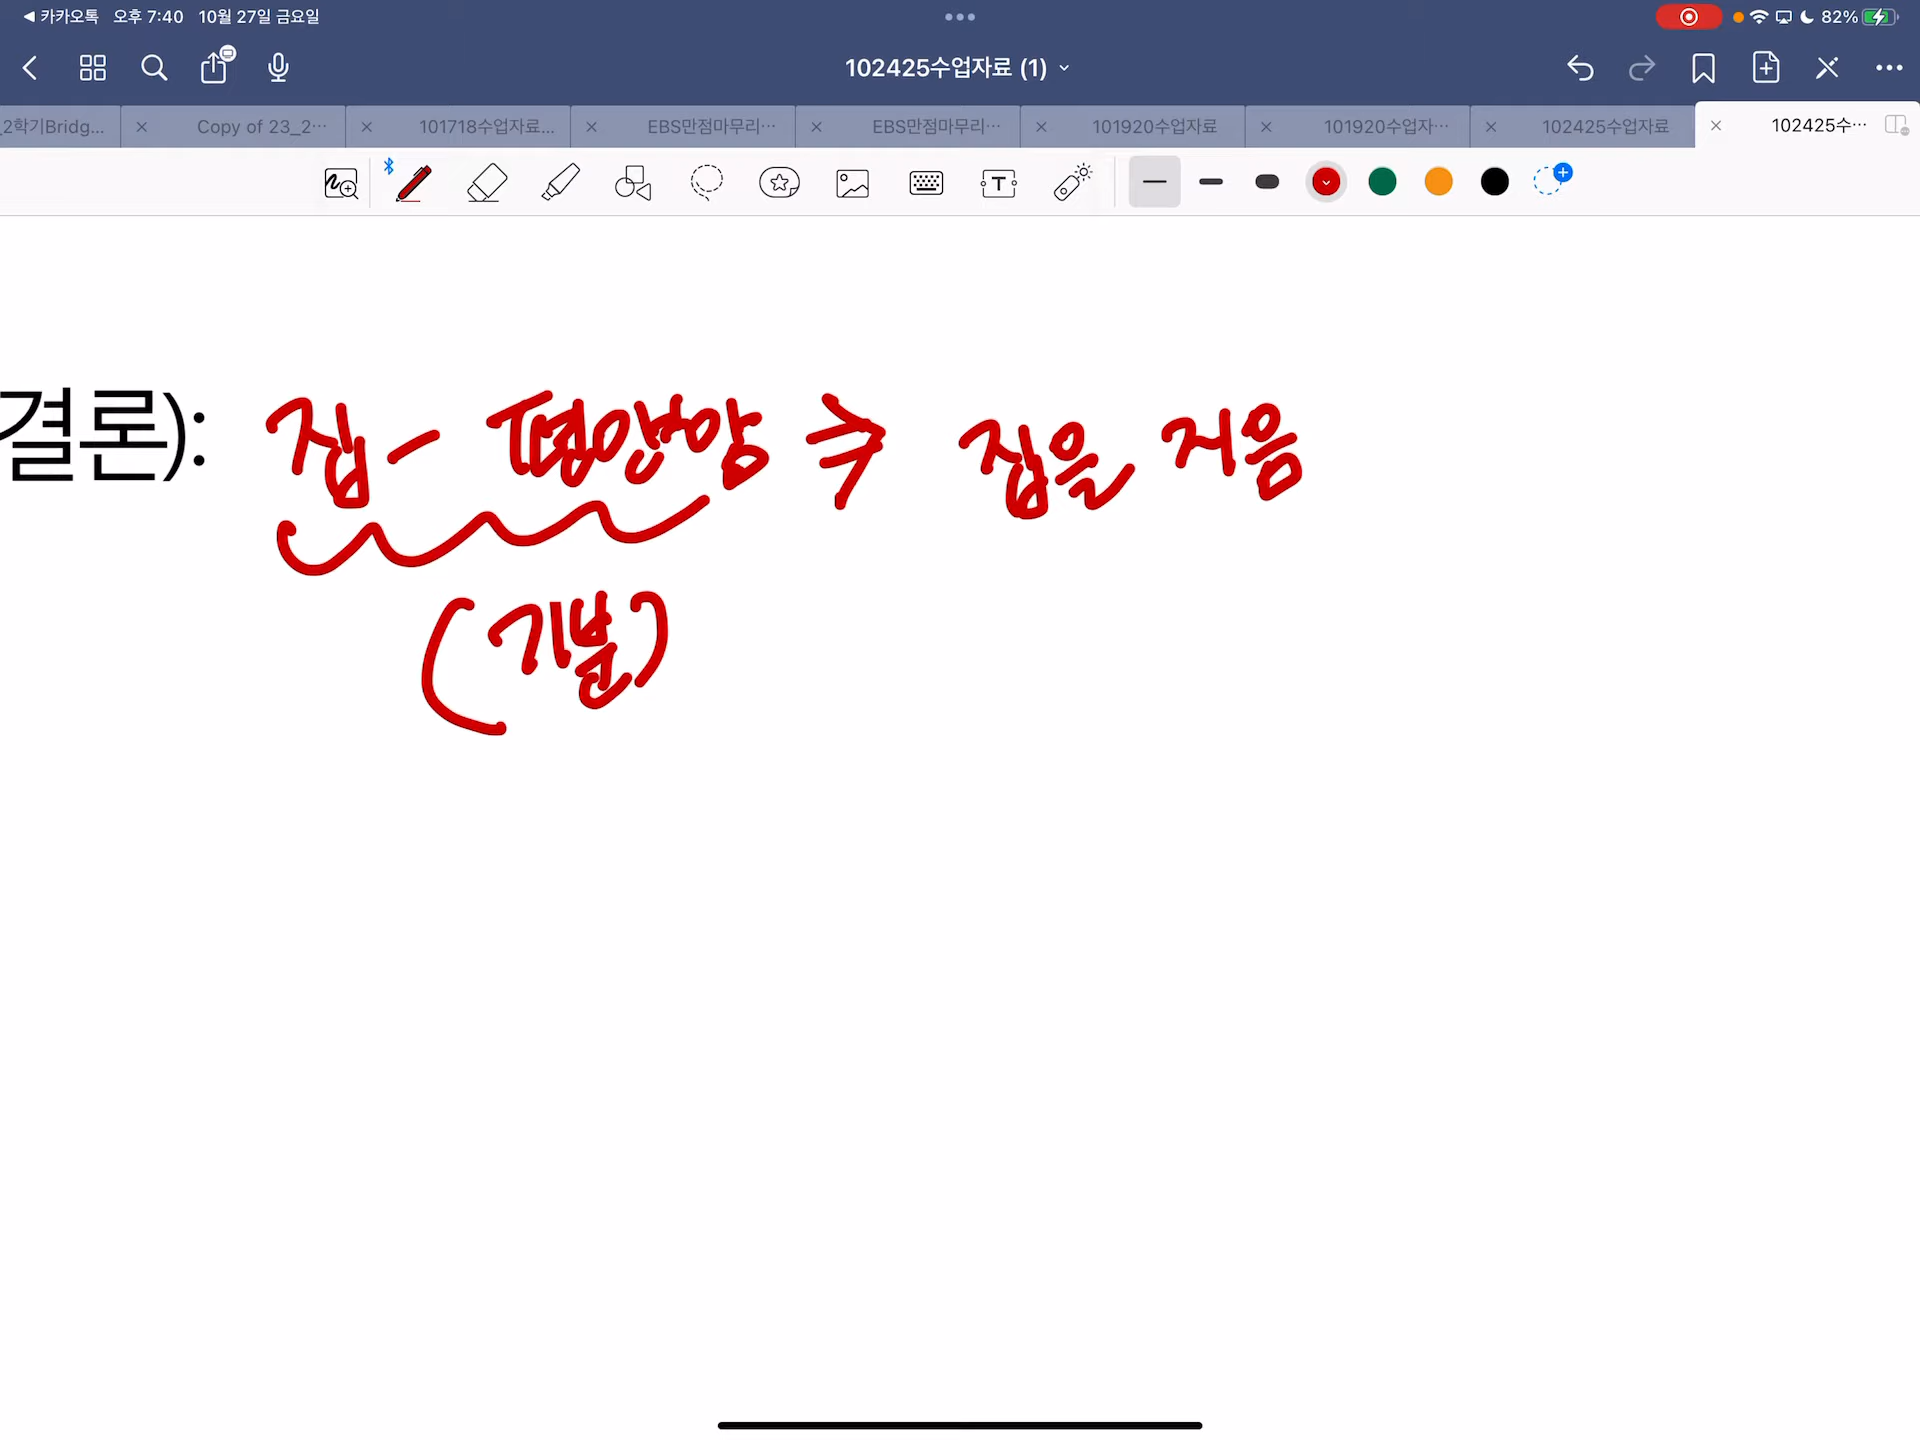 ◀ 카카오톡 오후 7:40 10월 27일 금요일
82%
102425수업자료 (1)
_2학기Bridg...
Copy of 23_2...
101718수업자료...
EBS만점마무리...
EBS만점마무리...
101920수업자료
101920수업자...
102425수업자료
102425수...
T
결론): 집 - 평안함 ⇒ 집을 지음
(기분)